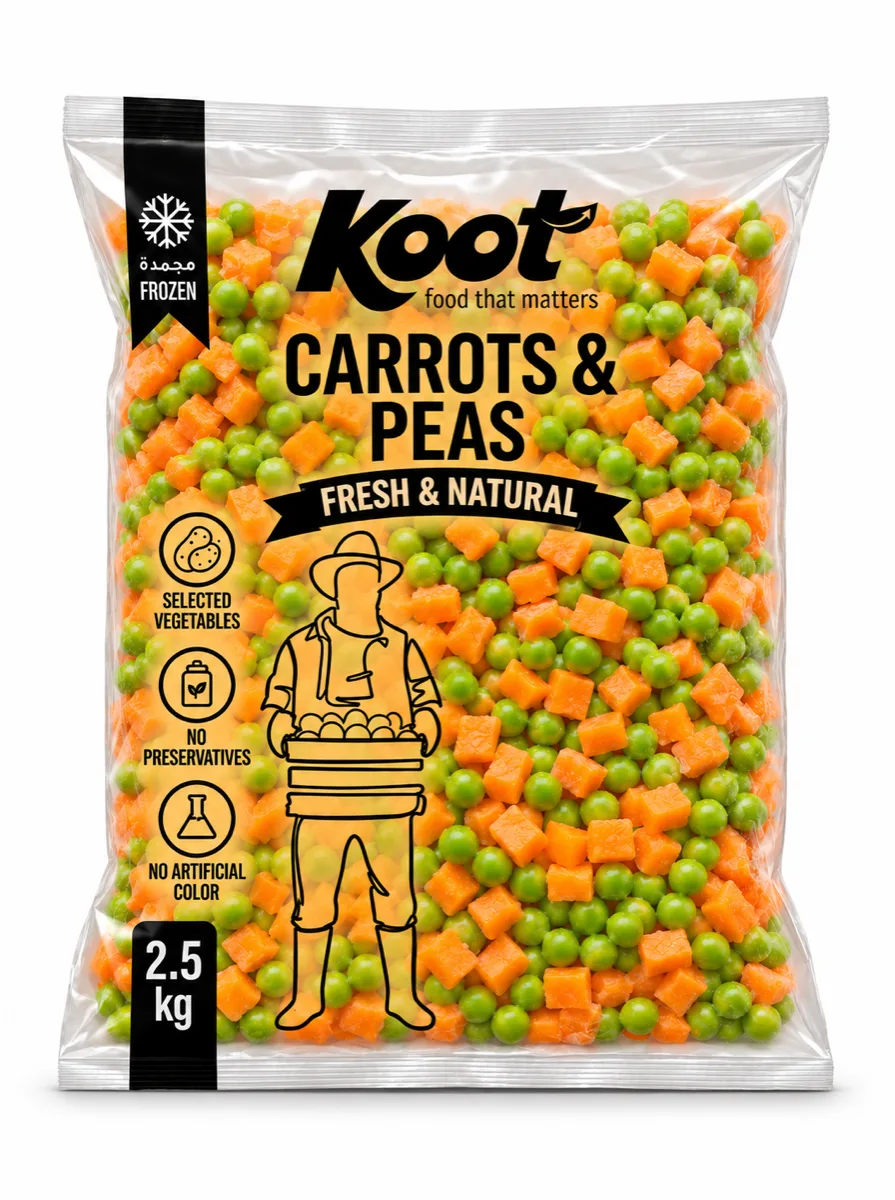 مجمدة
FROZEN
Koot
food that matters
CARROTS &
PEAS
FRESH & NATURAL
SELECTED
VEGETABLES
NO
PRESERVATIVES
NO ARTIFICIAL
COLOR
2.5
kg